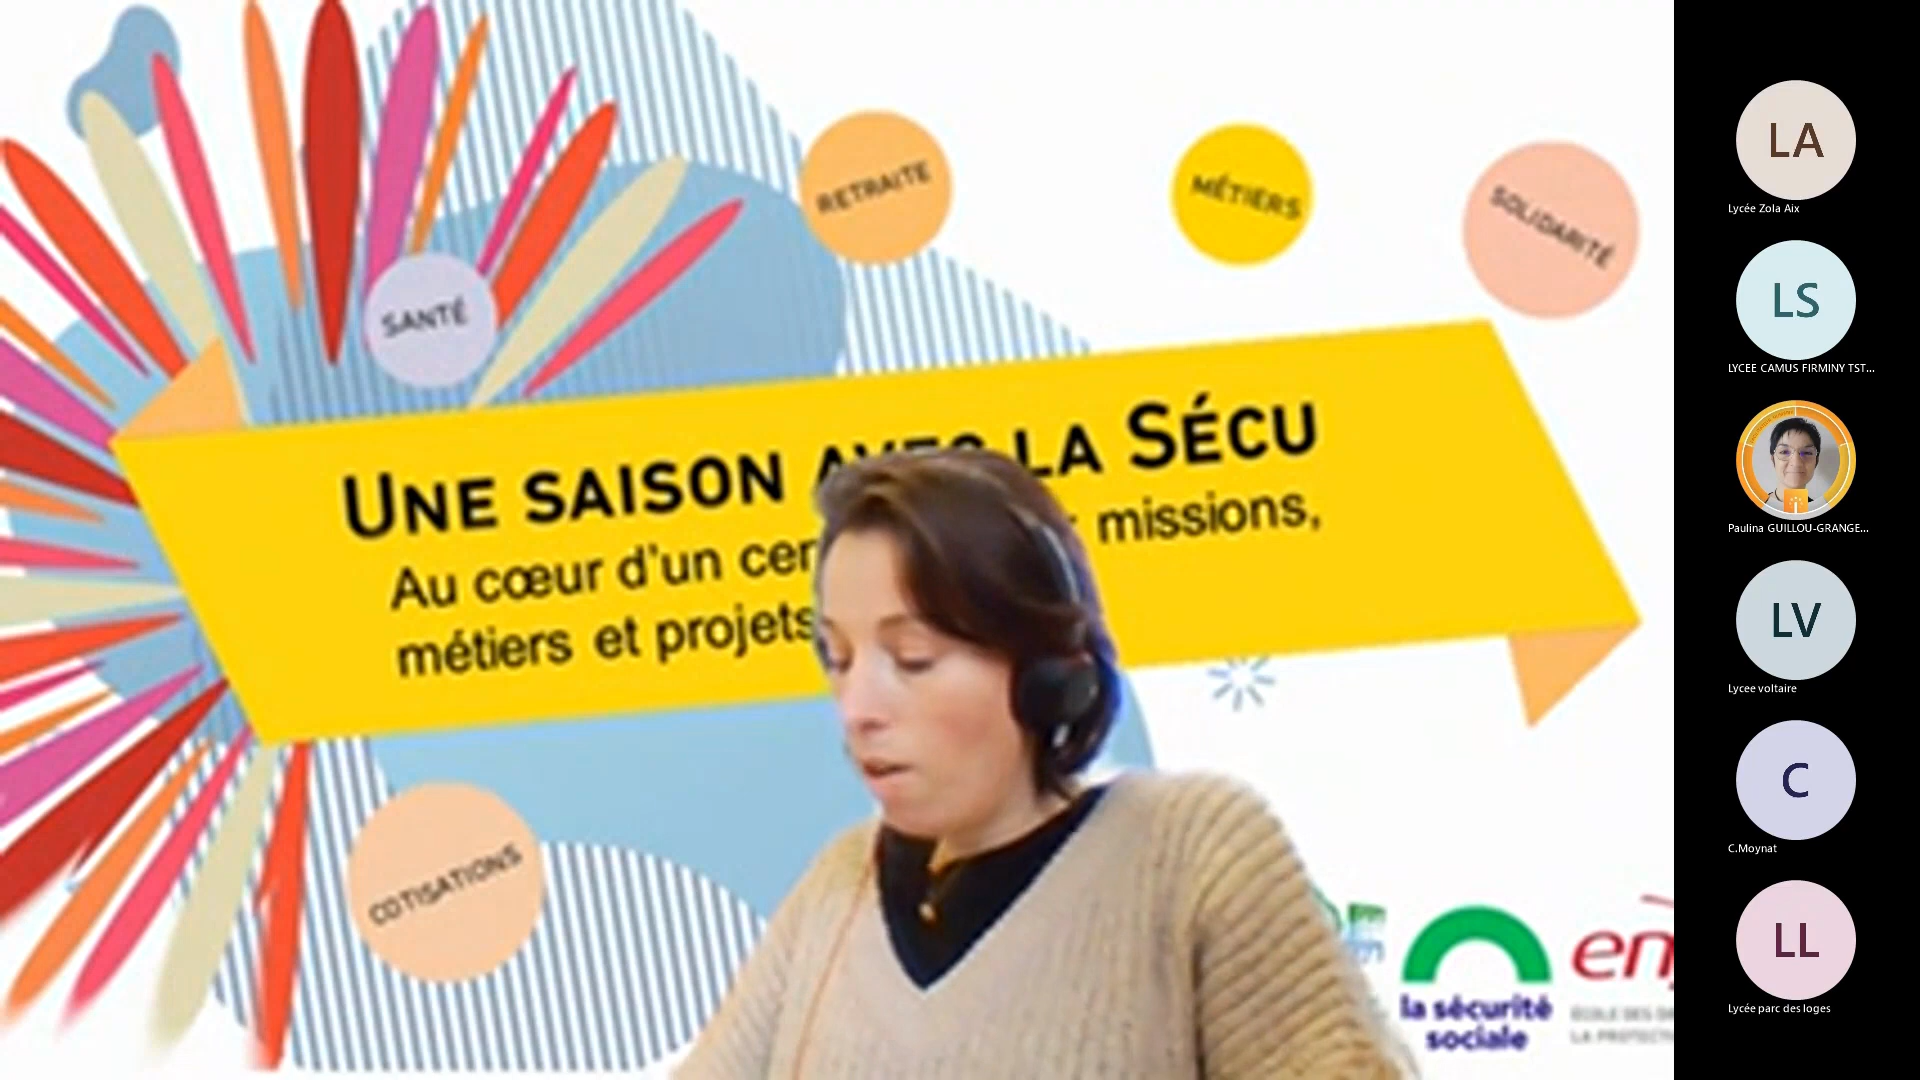 RETRAITE
MÉTIERS
SOLIDARITÉ
SANTÉ
UNE SAISON AVEC LA SÉCU
Au cœur d'un missions,
métiers et projets
COTISATIONS
la sécurité
sociale
en
LA
Lycée Zola Aix
LS
LYCEE CAMUS FIRMINY TST...
Paulina GUILLOU-GRANGE...
LV
Lycee voltaire
C
C.Moynat
LL
Lycée parc des loges